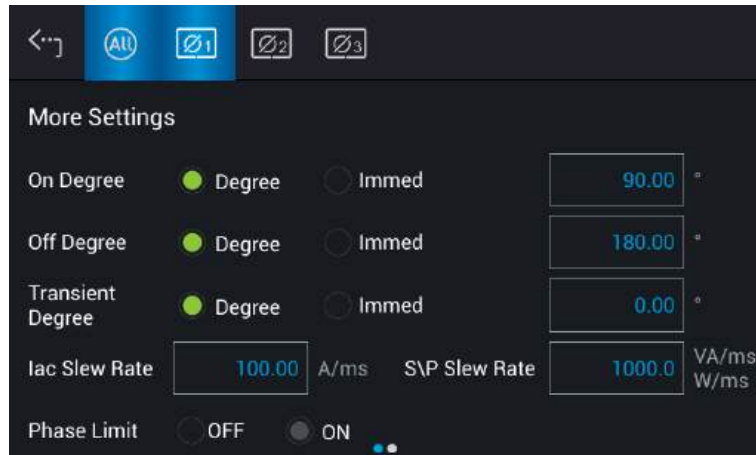 All Ø1 Ø2 Ø3
More Settings
On Degree Degree Immed 90.00 °
Off Degree Degree Immed 180.00 °
Transient
Degree Degree Immed 0.00 °
Iac Slew Rate 100.00 A/ms S\P Slew Rate 1000.0 VA/ms
W/ms
Phase Limit OFF ON